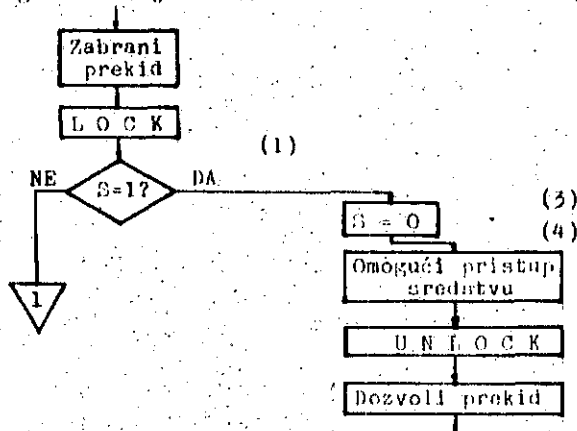 Zabrani
prekid
L O C K
(1)
NE
S=1?
DA
(3)
S = 0
(4)
1
Omogući pristup
sredstvu
U N L O C K
Dozvoli prekid